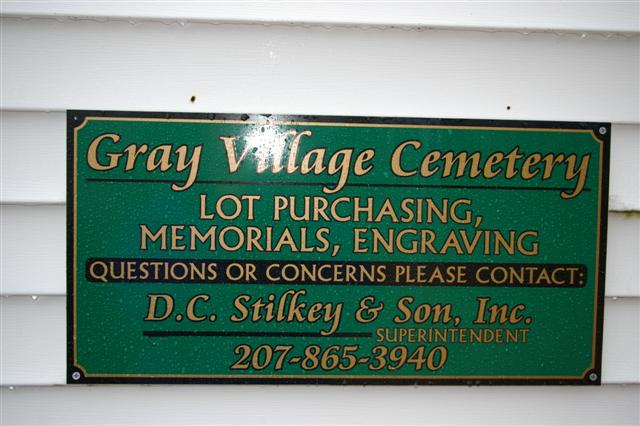 Gray Village Cemetery
LOT PURCHASING,
MEMORIALS, ENGRAVING
QUESTIONS OR CONCERNS PLEASE CONTACT:
D.C. Stilkey & Son, Inc.
SUPERINTENDENT
207-865-3940